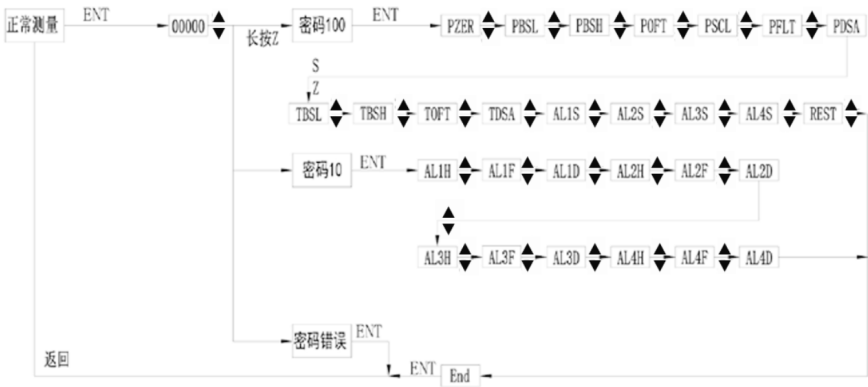 正常测量 ENT 00000 长按Z 密码100 ENT PZER PBSL PBSH POFT PSCL PFLT PDSA
S
Z
TBSL TBSH TOFT TDSA AL1S AL2S AL3S AL4S REST
密码10 ENT AL1H AL1F AL1D AL2H AL2F AL2D
AL3H AL3F AL3D AL4H AL4F AL4D
密码错误 ENT
返回 ENT End